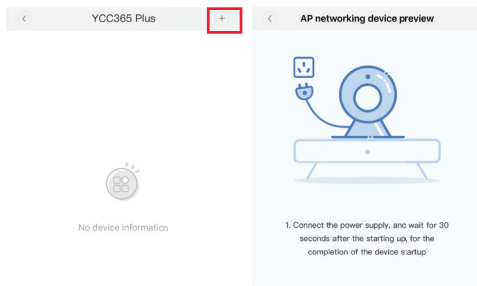 YCC365 Plus
+
No device information
AP networking device preview
1. Connect the power supply, and wait for 30
seconds after the starting up, for the
completion of the device startup